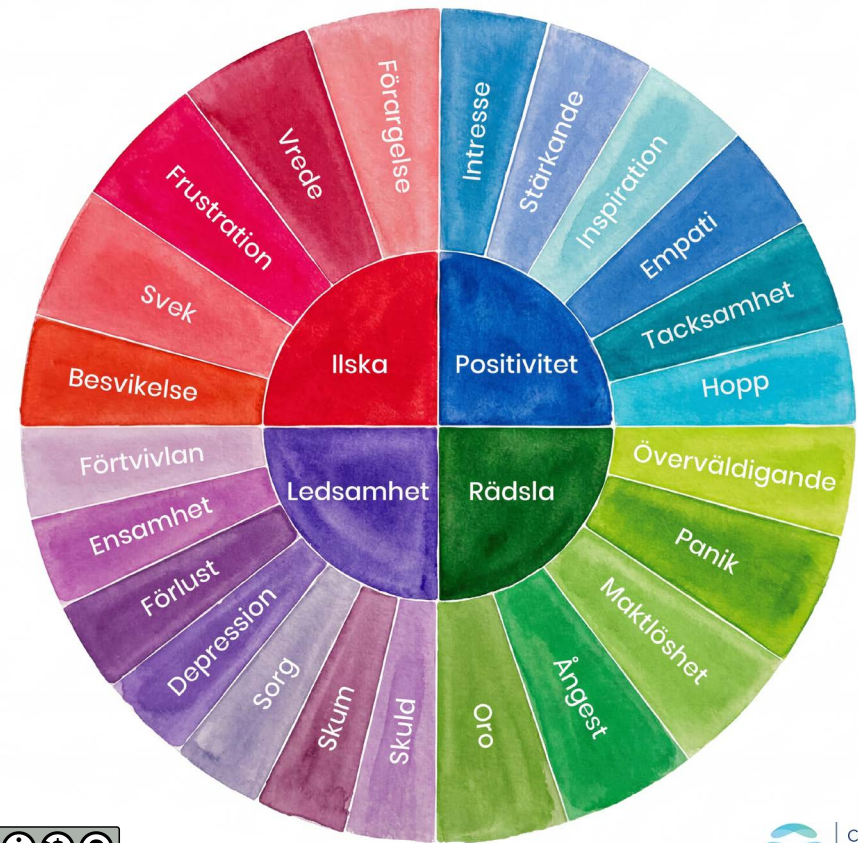 Förargelse
Intresse
Stärkande
Inspiration
Empati
Tacksamhet
Hopp
Vrede
Frustration
Svek
Besvikelse
Ilska
Positivitet
Ledsamhet
Rädsla
Överväldigande
Panik
Maktlöshet
Ångest
Oro
Förtvivlan
Ensamhet
Förlust
Depression
Sorg
Skum
Skuld